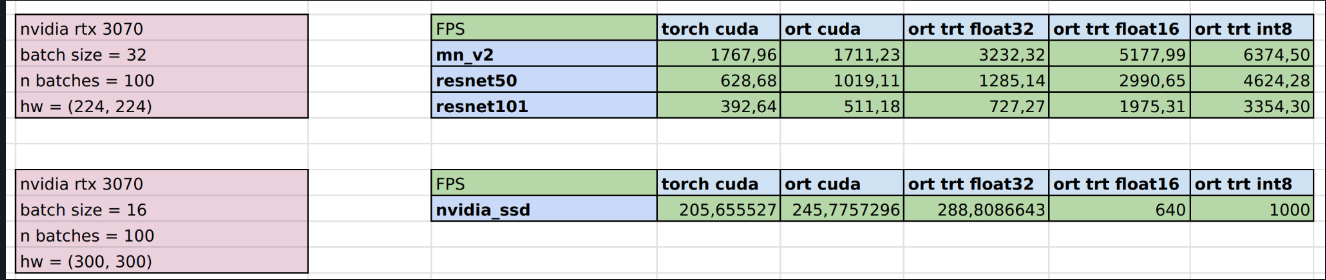 nvidia rtx 3070 FPS torch cuda ort cuda ort trt float32 ort trt float16 ort trt int8
batch size = 32 mn_v2 1767,96 1711,23 3232,32 5177,99 6374,50
n batches = 100 resnet50 628,68 1019,11 1285,14 2990,65 4624,28
hw = (224, 224) resnet101 392,64 511,18 727,27 1975,31 3354,30
nvidia rtx 3070 FPS torch cuda ort cuda ort trt float32 ort trt float16 ort trt int8
batch size = 16 nvidia_ssd 205,655527 245,7757296 288,8086643 640 1000
n batches = 100
hw = (300, 300)